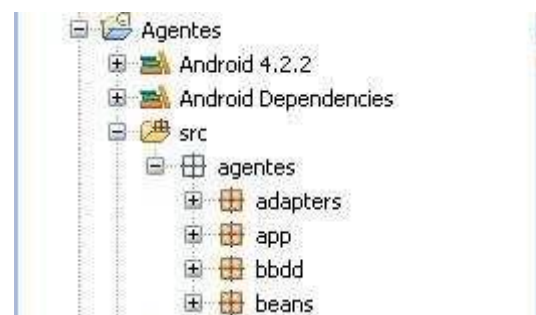 Agentes
Android 4.2.2
Android Dependencies
src
agentes
adapters
app
bbdd
beans